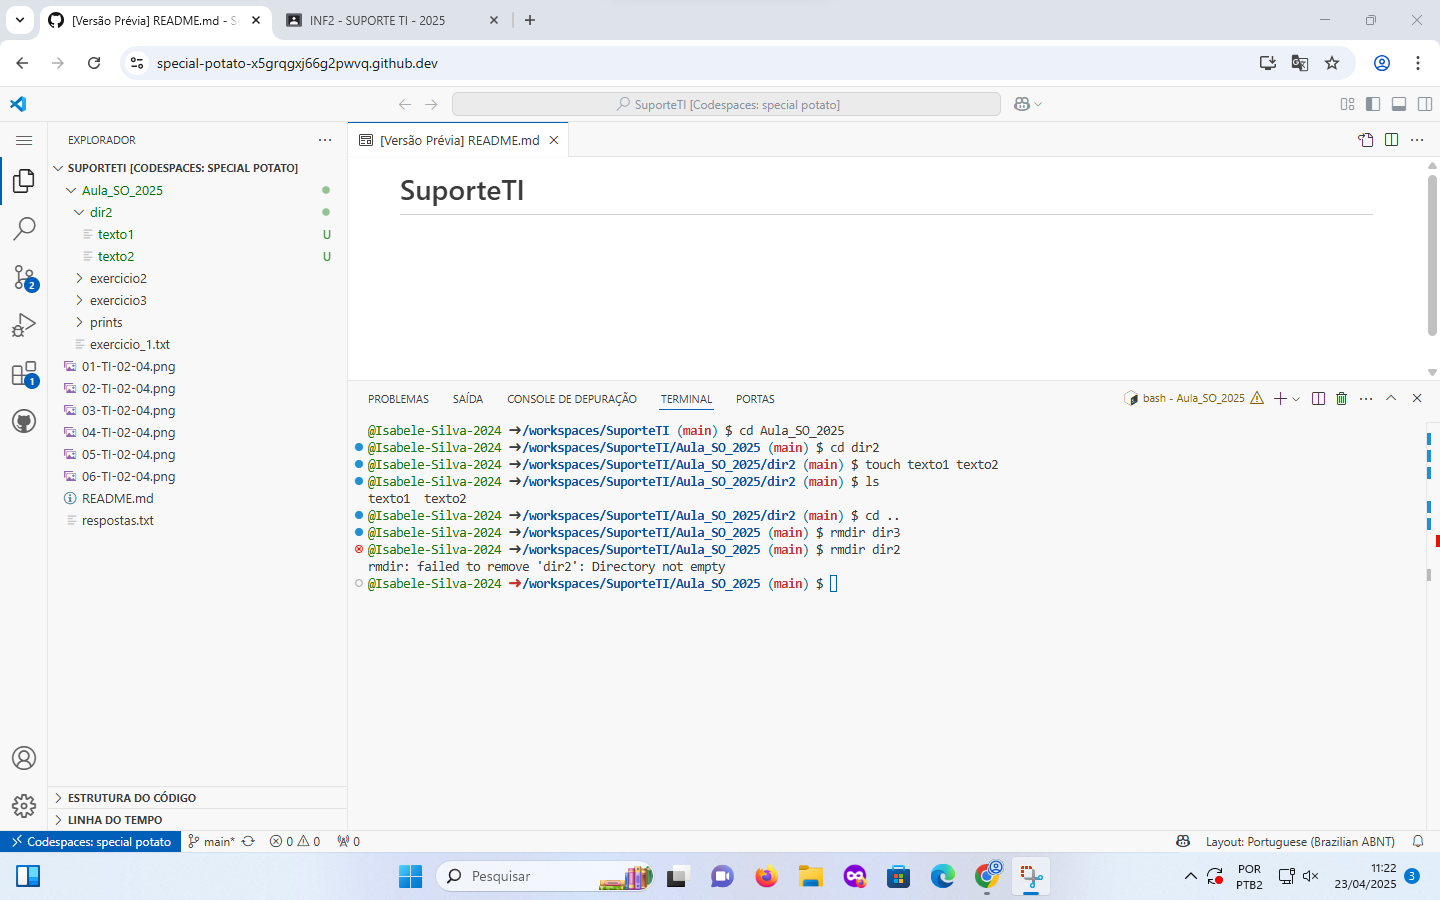 [Versão Prévia] README.md - S
INF2 - SUPORTE TI - 2025
special-potato-x5grqgxj66g2pwvq.github.dev
SuporteTI [Codespaces: special potato]
EXPLORADOR
[Versão Prévia] README.md
SUPORTETI [CODESPACES: SPECIAL POTATO]
Aula_SO_2025
dir2
texto1 U
texto2 U
exercicio2
exercicio3
prints
exercicio_1.txt
01-TI-02-04.png
02-TI-02-04.png
03-TI-02-04.png
04-TI-02-04.png
05-TI-02-04.png
06-TI-02-04.png
README.md
respostas.txt
2
1
ESTRUTURA DO CÓDIGO
LINHA DO TEMPO
SuporteTI
PROBLEMAS SAÍDA CONSOLE DE DEPURAÇÃO TERMINAL PORTAS
bash - Aula_SO_2025
@Isabele-Silva-2024 ➜/workspaces/SuporteTI (main) $ cd Aula_SO_2025
@Isabele-Silva-2024 ➜/workspaces/SuporteTI/Aula_SO_2025 (main) $ cd dir2
@Isabele-Silva-2024 ➜/workspaces/SuporteTI/Aula_SO_2025/dir2 (main) $ touch texto1 texto2
@Isabele-Silva-2024 ➜/workspaces/SuporteTI/Aula_SO_2025/dir2 (main) $ ls
texto1  texto2
@Isabele-Silva-2024 ➜/workspaces/SuporteTI/Aula_SO_2025/dir2 (main) $ cd ..
@Isabele-Silva-2024 ➜/workspaces/SuporteTI/Aula_SO_2025 (main) $ rmdir dir3
@Isabele-Silva-2024 ➜/workspaces/SuporteTI/Aula_SO_2025 (main) $ rmdir dir2
rmdir: failed to remove 'dir2': Directory not empty
@Isabele-Silva-2024 ➜/workspaces/SuporteTI/Aula_SO_2025 (main) $
Codespaces: special potato main* 0 0 0
Layout: Portuguese (Brazilian ABNT)
Pesquisar
POR
PTB2
11:22
23/04/2025
3